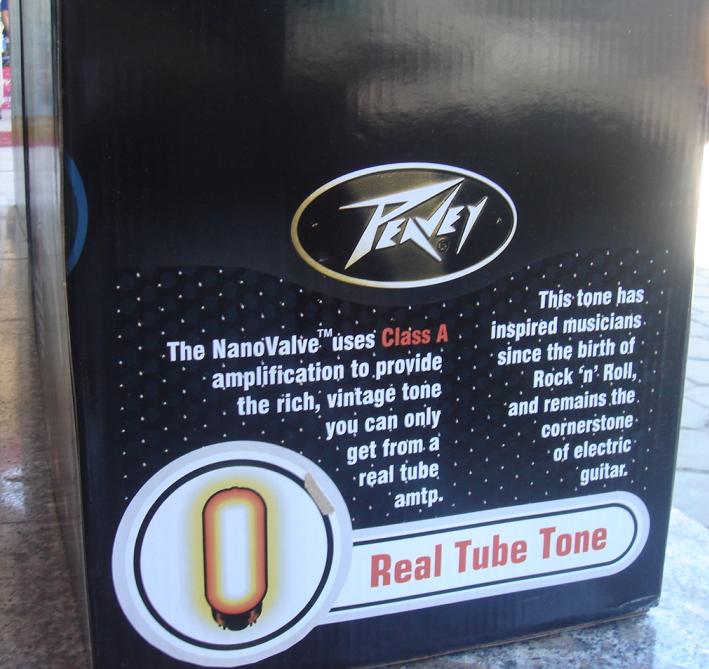 PEAVEY
The NanoValve™ uses Class A
amplification to provide
the rich, vintage tone
you can only
get from a
real tube
amtp.
This tone has
inspired musicians
since the birth of
Rock 'n' Roll,
and remains the
cornerstone
of electric
guitar.
Real Tube Tone